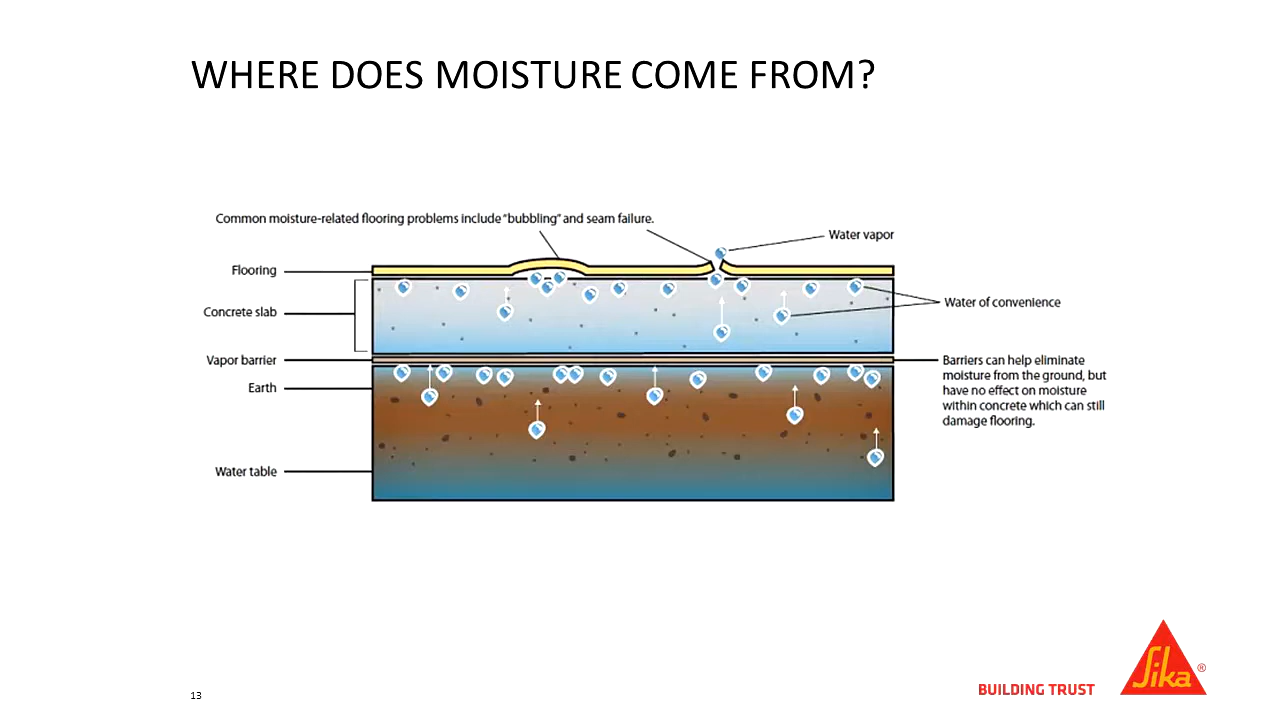 WHERE DOES MOISTURE COME FROM?
Common moisture-related flooring problems include "bubbling" and seam failure.
Water vapor
Flooring
Water of convenience
Concrete slab
Vapor barrier
Barriers can help eliminate
moisture from the ground, but
have no effect on moisture
within concrete which can still
damage flooring.
Earth
Water table
13
BUILDING TRUST
Sika®